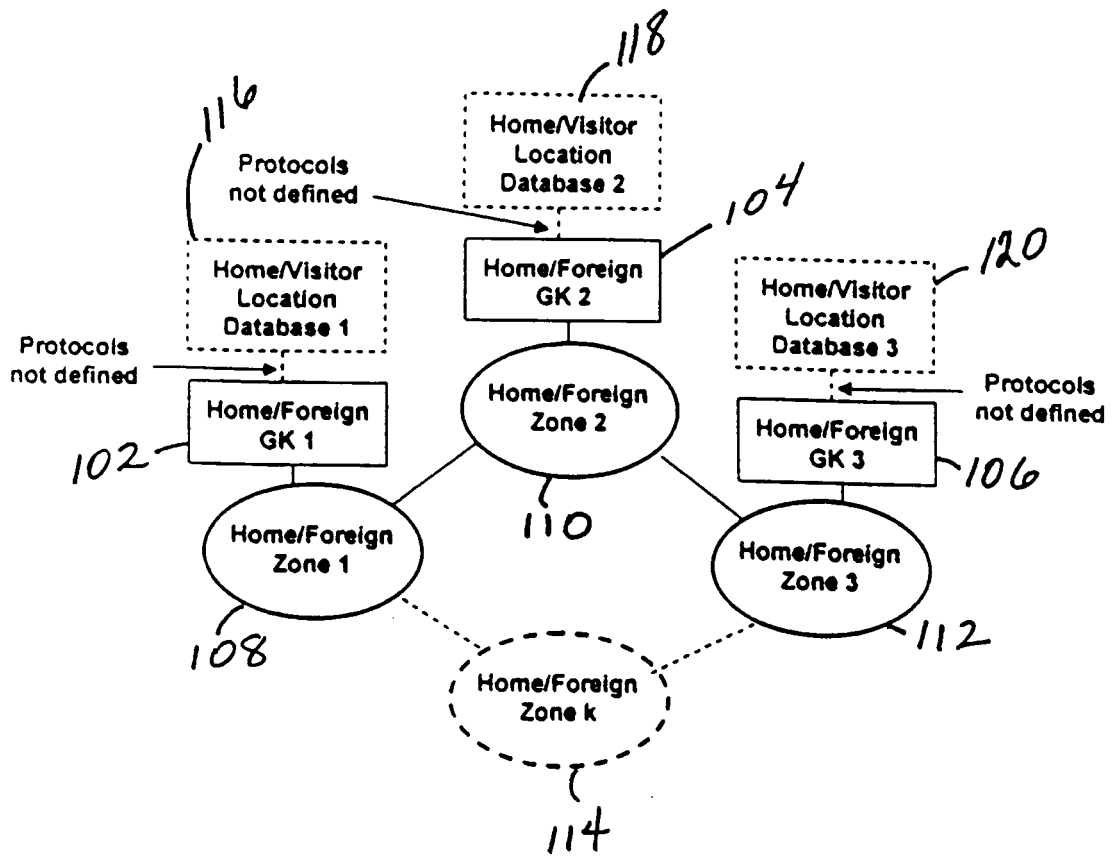 118
116
Home/Visitor
Location
Database 2
Protocols
not defined
104
Home/Foreign
GK 2
120
Home/Visitor
Location
Database 1
Home/Visitor
Location
Database 3
Protocols
not defined
Home/Foreign
Zone 2
Protocols
not defined
Home/Foreign
GK 1
Home/Foreign
GK 3
102
106
110
Home/Foreign
Zone 1
Home/Foreign
Zone 3
108
112
Home/Foreign
Zone k
114